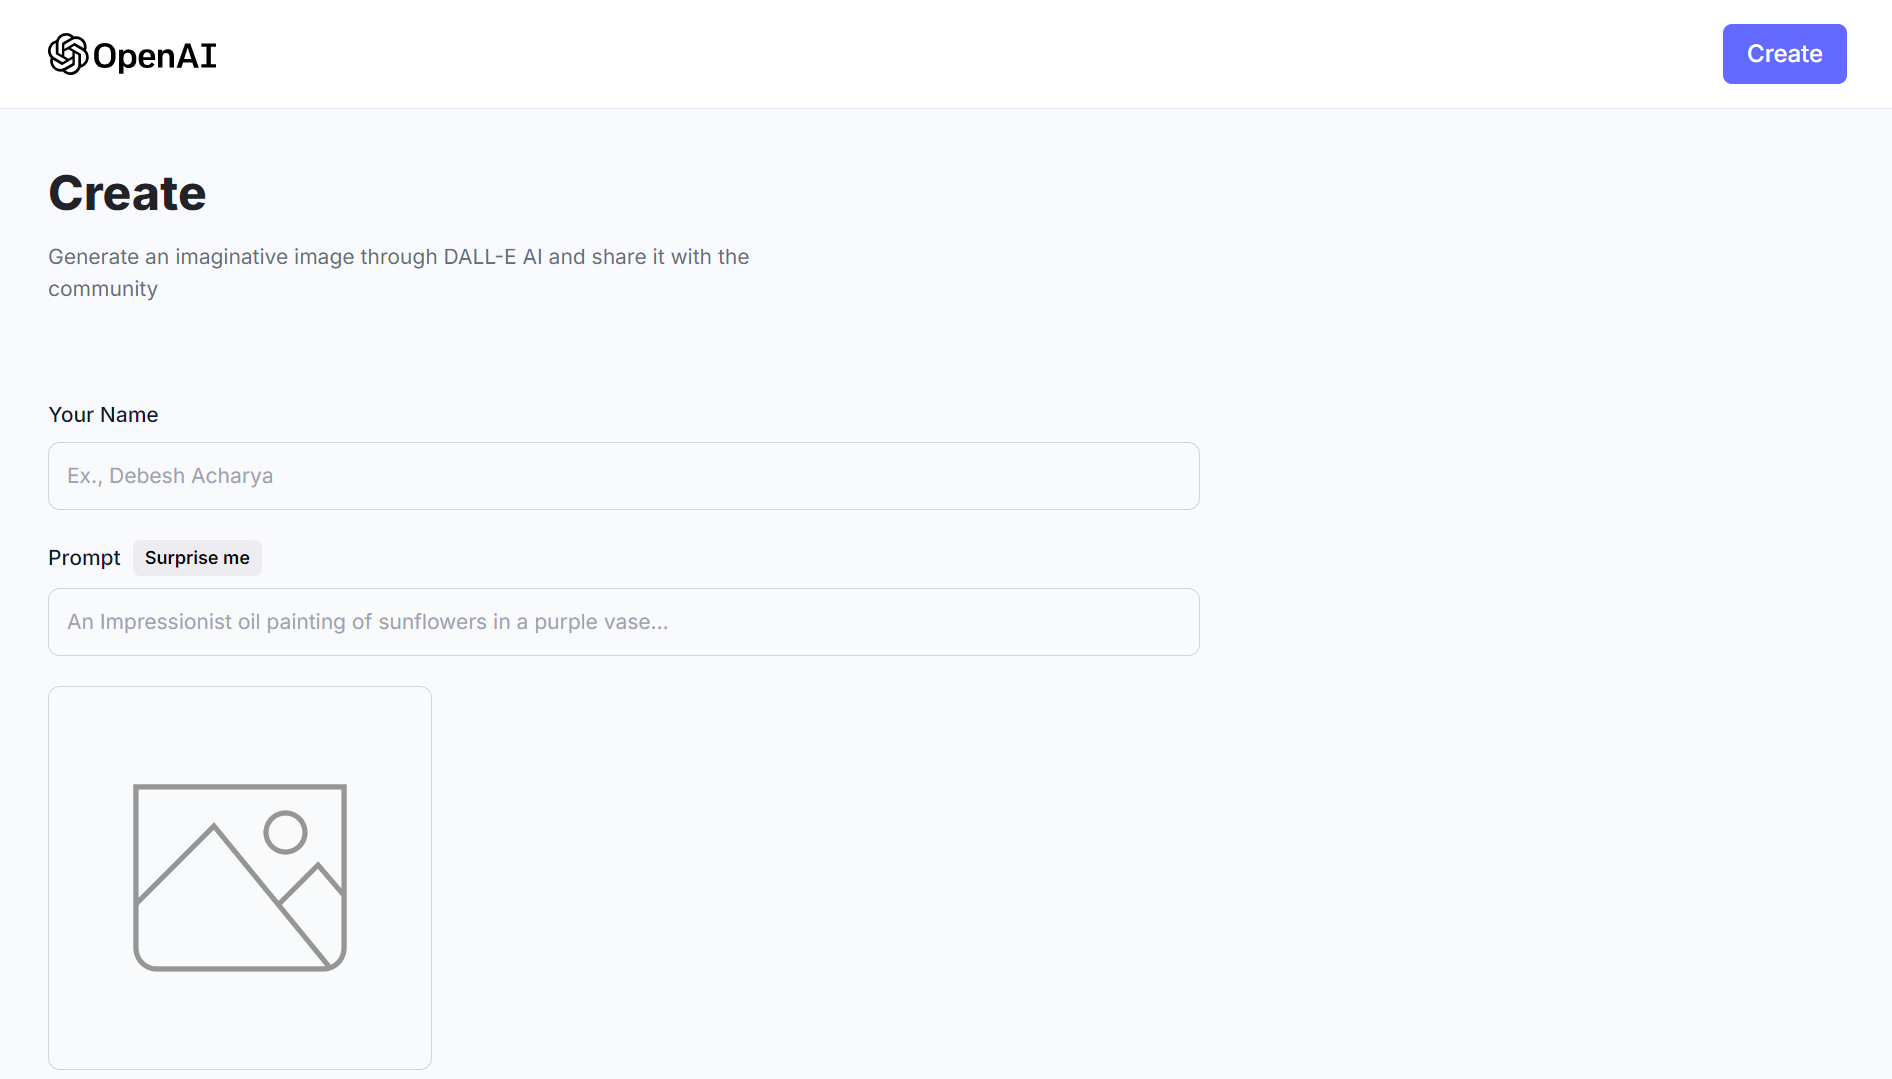 OpenAI
Create
Create
Generate an imaginative image through DALL-E AI and share it with the
community
Your Name
Ex., Debesh Acharya
Prompt
Surprise me
An Impressionist oil painting of sunflowers in a purple vase...